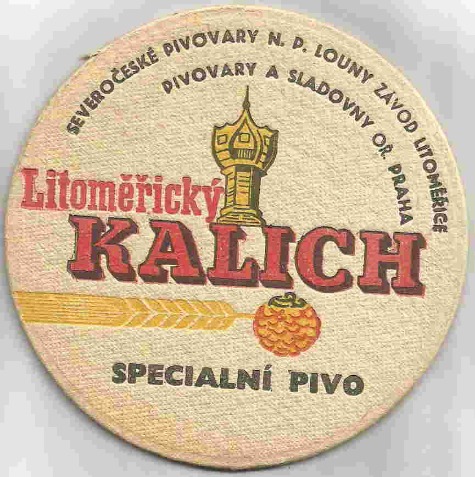 SEVEROČESKÉ PIVOVARY N. P. LOUNY ZÁVOD LITOMĚŘICE
PIVOVARY A SLADOVNY OŘ. PRAHA
Litoměřický
KALICH
SPECIALNÍ PIVO